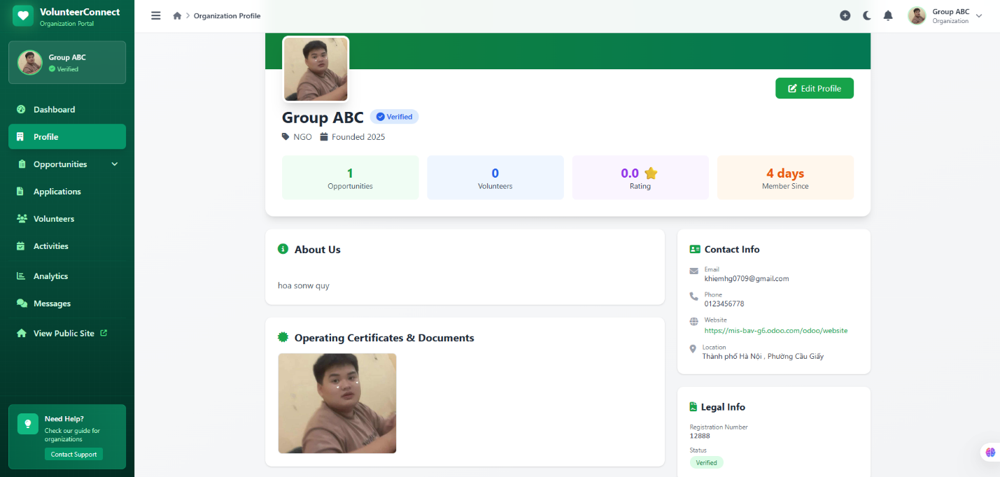 VolunteerConnect
Organization Portal
Group ABC
Verified
Dashboard
Profile
Opportunities
Applications
Volunteers
Activities
Analytics
Messages
View Public Site
Need Help?
Check our guide for
organizations
Contact Support
Organization Profile
Group ABC
Organization
Edit Profile
Group ABC Verified
NGO Founded 2025
1
Opportunities
0
Volunteers
0.0
Rating
4 days
Member Since
About Us
hoa sonw quy
Operating Certificates & Documents
Contact Info
Email
khiemhg0709@gmail.com
Phone
0123456778
Website
https://mis-bav-g6.odoo.com/odoo/website
Location
Thành phố Hà Nội , Phường Cầu Giấy
Legal Info
Registration Number
12888
Status
Verified